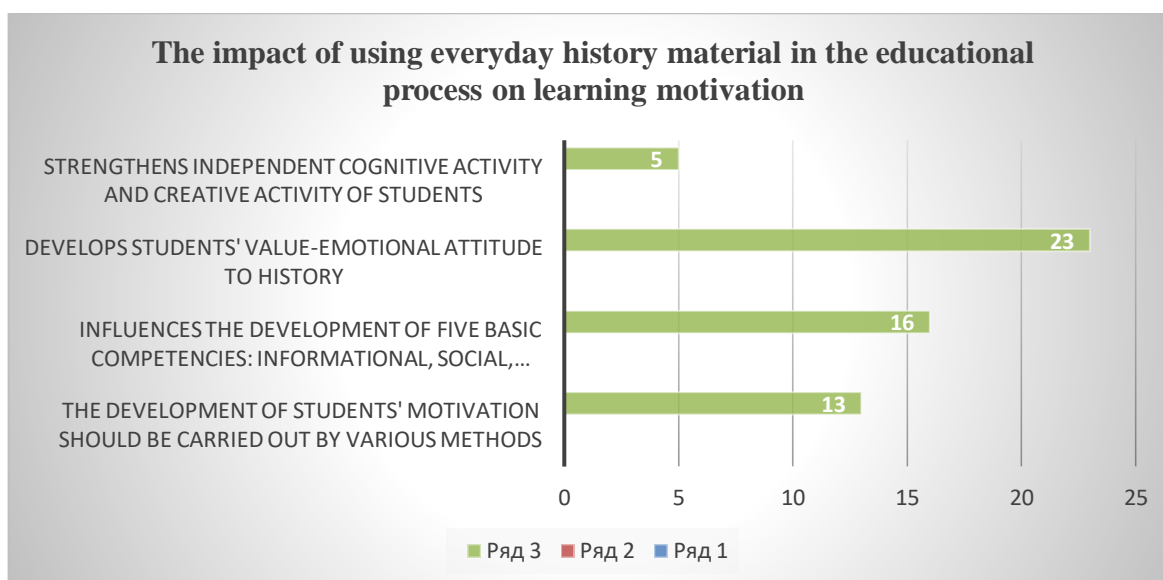 The impact of using everyday history material in the educational
process on learning motivation
STRENGTHENS INDEPENDENT COGNITIVE ACTIVITY
AND CREATIVE ACTIVITY OF STUDENTS
5
DEVELOPS STUDENTS' VALUE-EMOTIONAL ATTITUDE
TO HISTORY
23
INFLUENCES THE DEVELOPMENT OF FIVE BASIC
COMPETENCIES: INFORMATIONAL, SOCIAL,...
16
THE DEVELOPMENT OF STUDENTS' MOTIVATION
SHOULD BE CARRIED OUT BY VARIOUS METHODS
13
0 5 10 15 20 25
Ряд 3 Ряд 2 Ряд 1